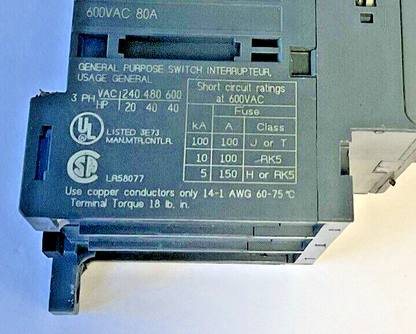 600VAC 80A
GENERAL PURPOSE SWITCH INTERRUPTEUR,
USAGE GENERAL
3 PH VAC 240 480 600
HP 20 40 40
UL
LISTED 3E73
MAN.MTR.CNTLR.
SA
LR58077
Short circuit ratings
at 600VAC
Fuse
kA A Class
100 100 J or T
10 100 RK5
5 150 H or RK5
Use copper conductors only 14-1 AWG 60-75 °C
Terminal Torque 18 lb. in.